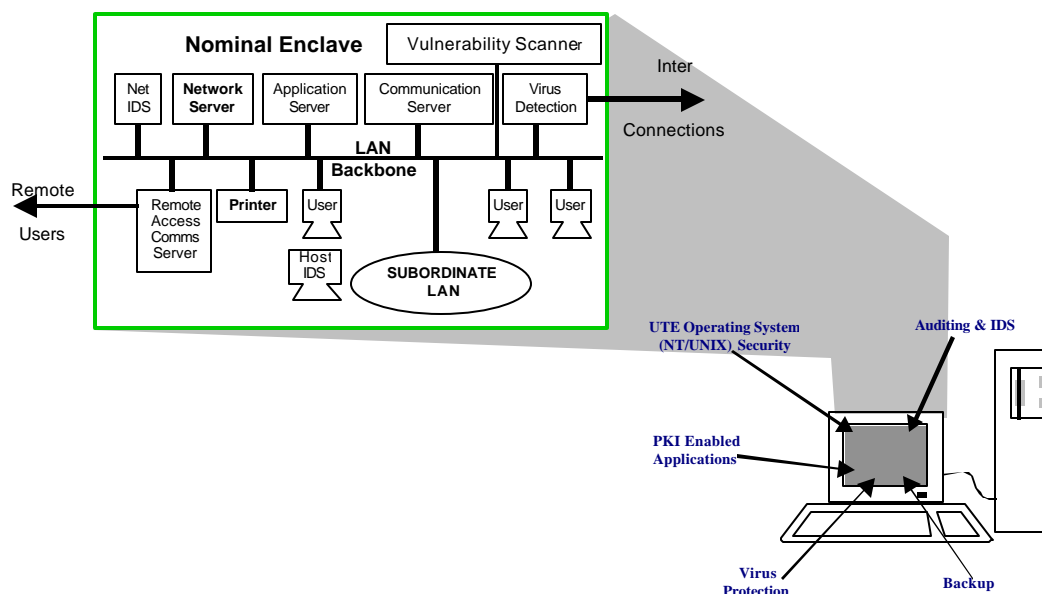 Nominal Enclave
Vulnerability Scanner
Net
IDS
Network
Server
Application
Server
Communication
Server
Virus
Detection
Inter
Connections
LAN
Backbone
Remote
Users
Remote
Access
Comms
Server
Printer
User
User
User
Host
IDS
SUBORDINATE
LAN
UTE Operating System
(NT/UNIX) Security
Auditing & IDS
PKI Enabled
Applications
Virus
Protection
Backup